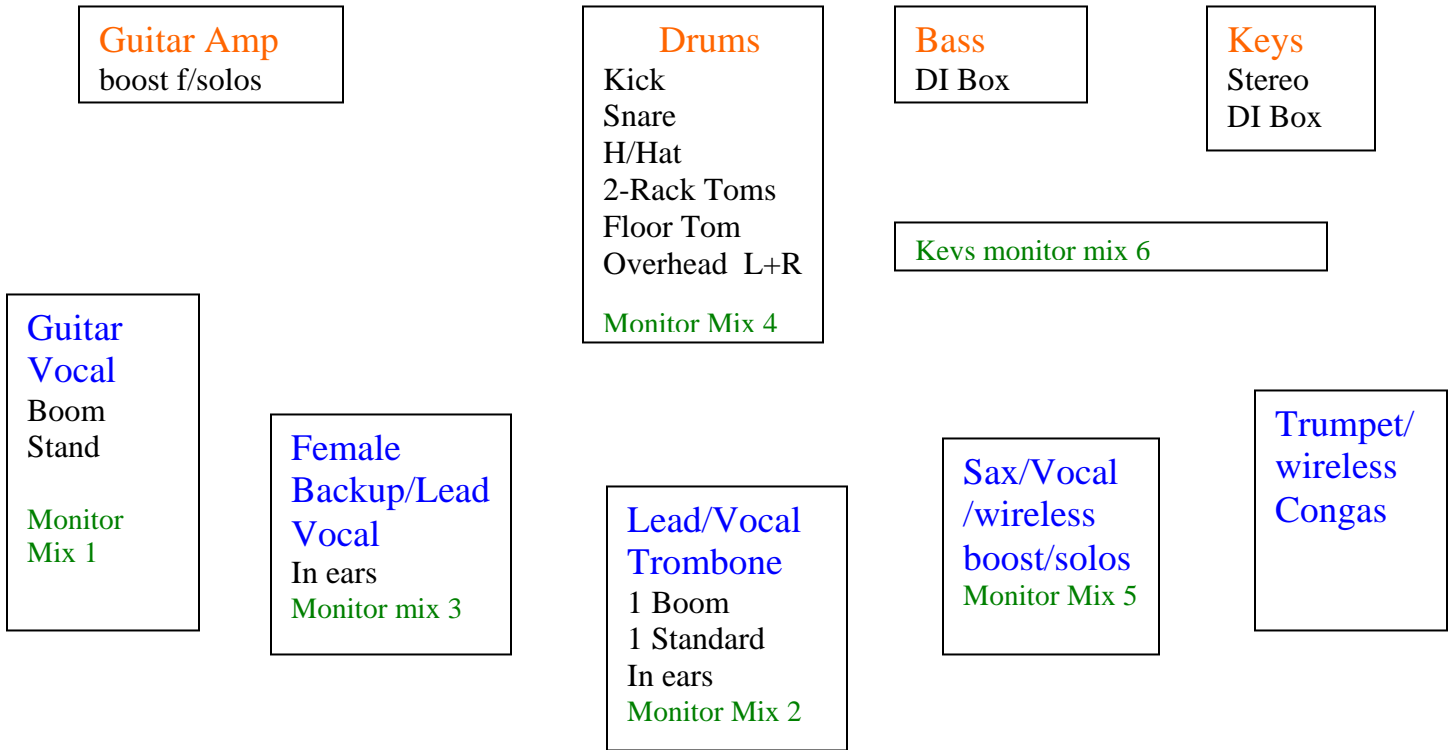 Guitar Amp
boost f/solos
Drums
Kick
Snare
H/Hat
2-Rack Toms
Floor Tom
Overhead L+R
Monitor Mix 4
Bass
DI Box
Keys
Stereo
DI Box
Keys monitor mix 6
Guitar
Vocal
Boom
Stand
Monitor
Mix 1
Female
Backup/Lead
Vocal
In ears
Monitor mix 3
Lead/Vocal
Trombone
1 Boom
1 Standard
In ears
Monitor Mix 2
Sax/Vocal
/wireless
boost/solos
Monitor Mix 5
Trumpet/
wireless
Congas